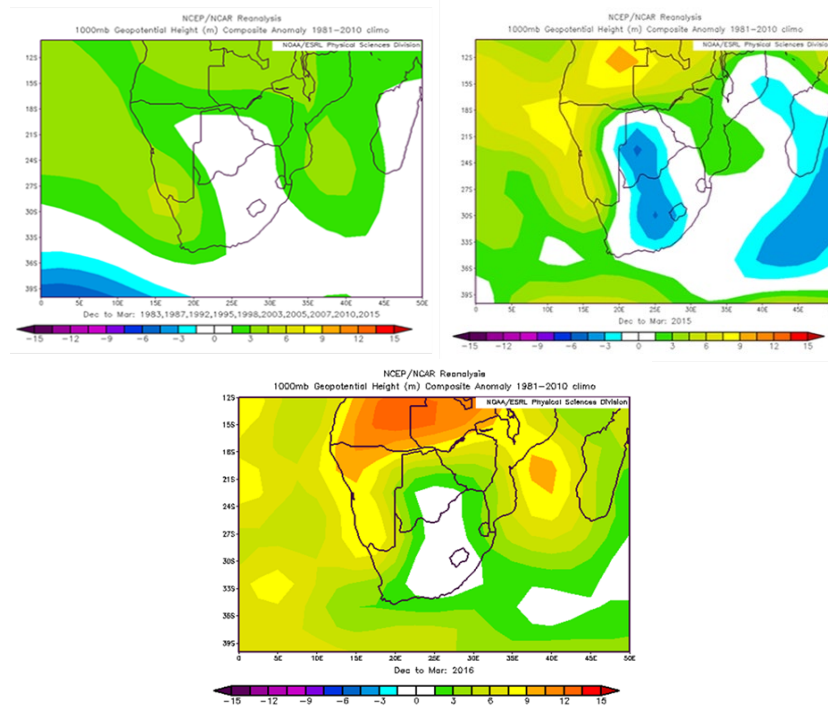 NCEP/NCAR Reanalysis
1000mb Geopotential Height (m) Composite Anomaly 1981−2010 climo
NOAA/ESRL Physical Sciences Division
12S
15S
18S
21S
24S
27S
30S
33S
36S
39S
0 5E 10E 15E 20E 25E 30E 35E 40E 45E 50E
Dec to Mar: 1983,1987,1992,1995,1998,2003,2005,2007,2010,2015
−15 −12 −9 −6 −3 0 3 6 9 12 15
NCEP/NCAR Reanalysis
1000mb Geopotential Height (m) Composite Anomaly 1981−2010 climo
NOAA/ESRL Physical Sciences Division
12S
15S
18S
21S
24S
27S
30S
33S
36S
39S
0 5E 10E 15E 20E 25E 30E 35E 40E 45E
Dec to Mar: 2015
−15 −12 −9 −6 −3 0 3 6 9 12 15
NCEP/NCAR Reanalysis
1000mb Geopotential Height (m) Composite Anomaly 1981−2010 climo
NOAA/ESRL Physical Sciences Division
12S
15S
18S
21S
24S
27S
30S
33S
36S
39S
0 5E 10E 15E 20E 25E 30E 35E 40E 45E 50E
Dec to Mar: 2016
−15 −12 −9 −6 −3 0 3 6 9 12 15